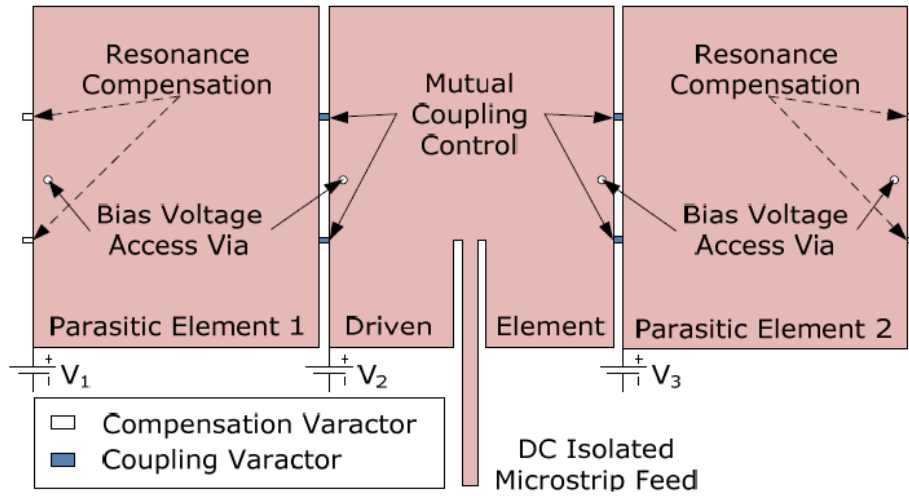 Resonance
Compensation
Mutual
Coupling
Control
Resonance
Compensation
Bias Voltage
Access Via
Bias Voltage
Access Via
Parasitic Element 1
Driven
Element
Parasitic Element 2
V1
V2
V3
Compensation Varactor
Coupling Varactor
DC Isolated
Microstrip Feed